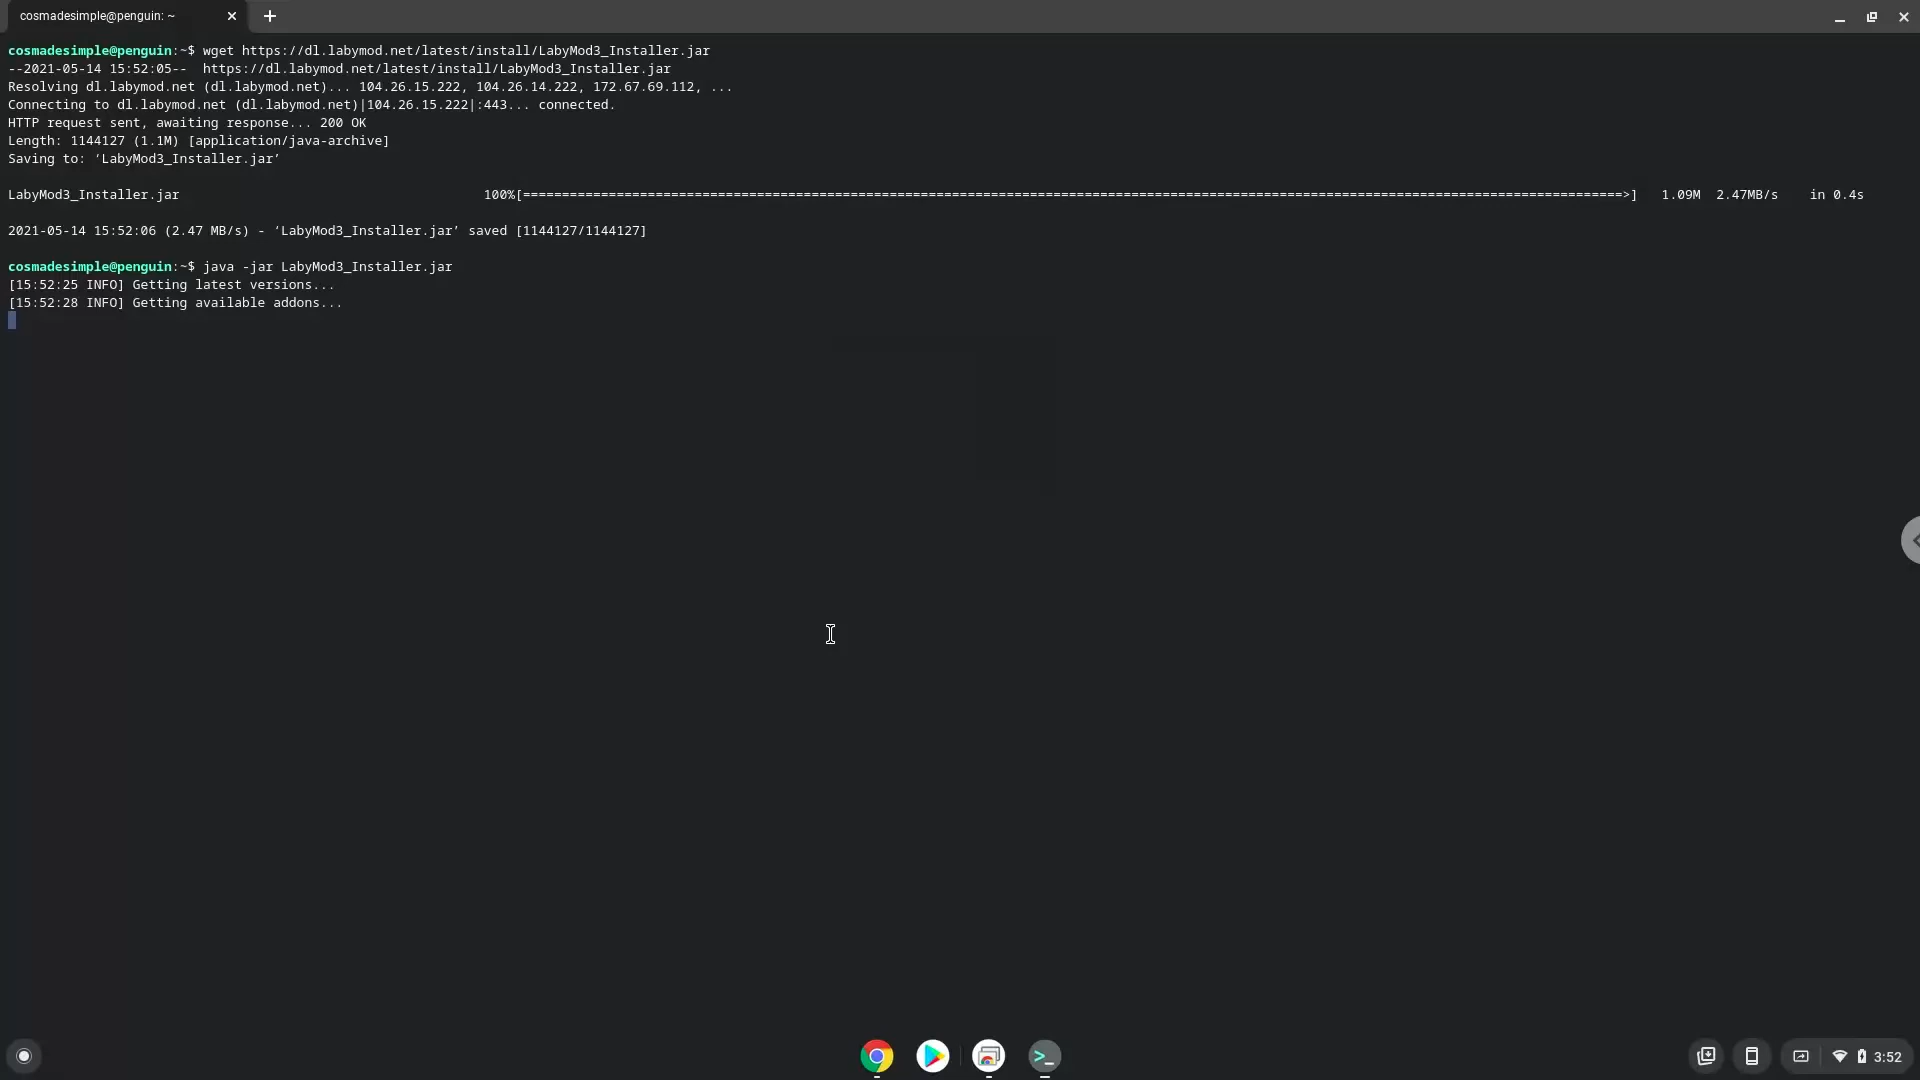 cosmadesimple@penguin: ~
cosmadesimple@penguin:~$ wget https://dl.labymod.net/latest/install/LabyMod3_Installer.jar
--2021-05-14 15:52:05--  https://dl.labymod.net/latest/install/LabyMod3_Installer.jar
Resolving dl.labymod.net (dl.labymod.net)... 104.26.15.222, 104.26.14.222, 172.67.69.112, ...
Connecting to dl.labymod.net (dl.labymod.net)|104.26.15.222|:443... connected.
HTTP request sent, awaiting response... 200 OK
Length: 1144127 (1.1M) [application/java-archive]
Saving to: ‘LabyMod3_Installer.jar’
LabyMod3_Installer.jar 100%[=============================================================================================================================================>] 1.09M 2.47MB/s in 0.4s
2021-05-14 15:52:06 (2.47 MB/s) - ‘LabyMod3_Installer.jar’ saved [1144127/1144127]
cosmadesimple@penguin:~$ java -jar LabyMod3_Installer.jar
[15:52:25 INFO] Getting latest versions...
[15:52:28 INFO] Getting available addons...
3:52